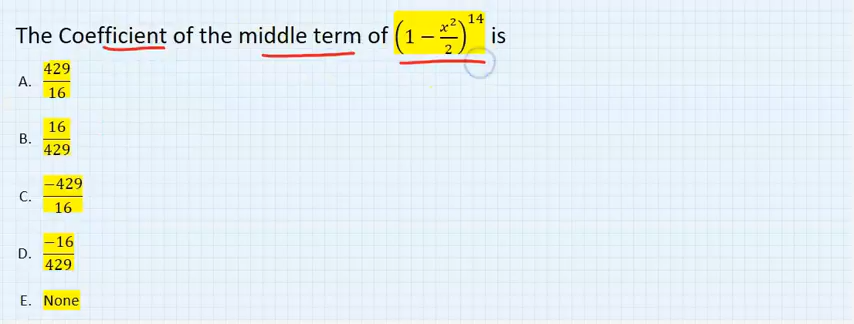 The Coefficient of the middle term of (1 − x²/2)¹⁴ is
A. 429/16
B. 16/429
C. −429/16
D. −16/429
E. None